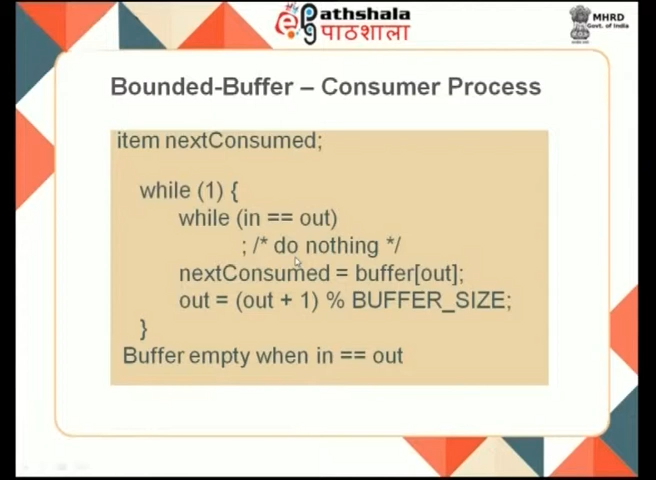 ePathshala
पाठशाला
MHRD
Govt. of India
Bounded-Buffer – Consumer Process
item nextConsumed;
while (1) {
while (in == out)
; /* do nothing */
nextConsumed = buffer[out];
out = (out + 1) % BUFFER_SIZE;
}
Buffer empty when in == out